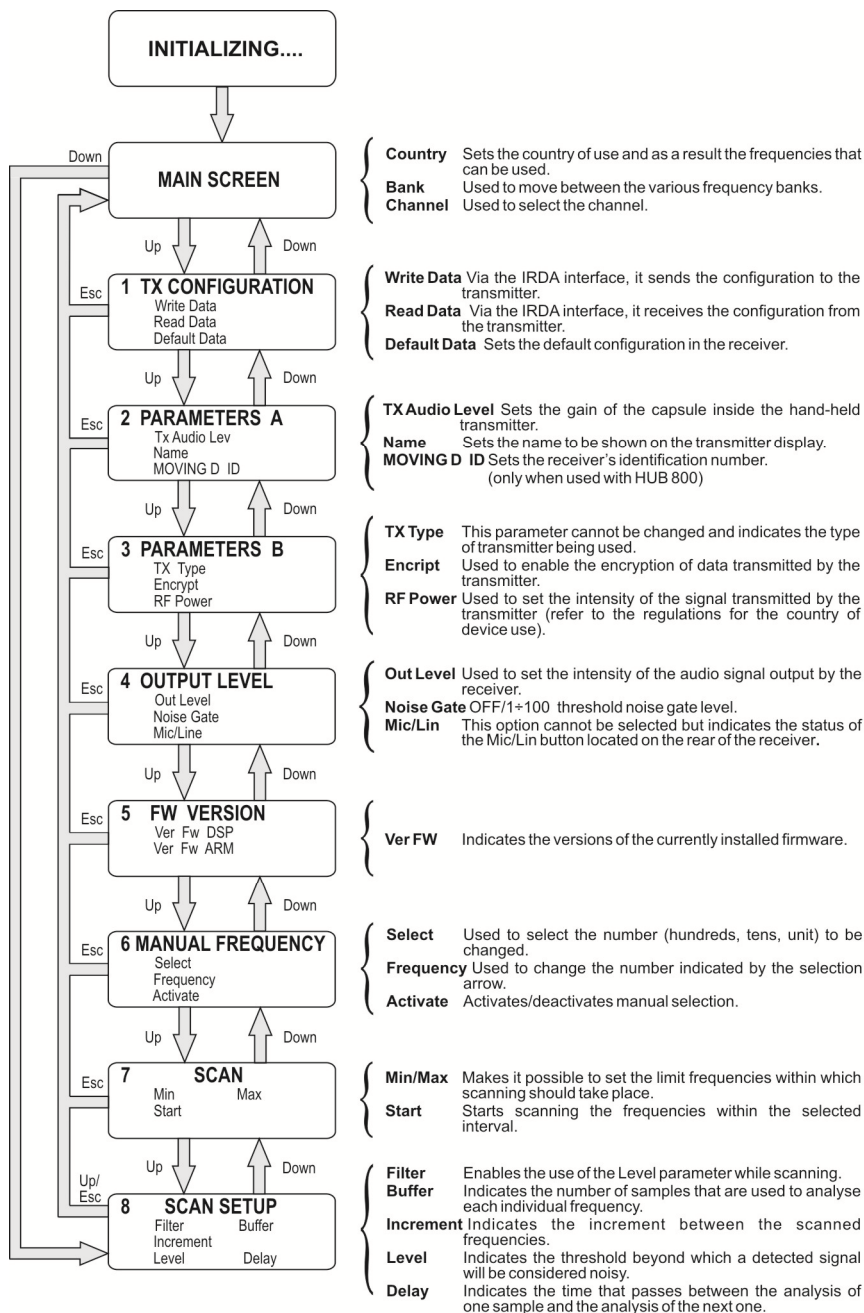 INITIALIZING....
Down
MAIN SCREEN
Country Sets the country of use and as a result the frequencies that
can be used.
Bank Used to move between the various frequency banks.
Channel Used to select the channel.
Up Down
Esc
1 TX CONFIGURATION
Write Data
Read Data
Default Data
Write Data Via the IRDA interface, it sends the configuration to the
transmitter.
Read Data Via the IRDA interface, it receives the configuration from
the transmitter.
Default Data Sets the default configuration in the receiver.
Up Down
Esc
2 PARAMETERS A
Tx Audio Lev
Name
MOVING D ID
TX Audio Level Sets the gain of the capsule inside the hand-held
transmitter.
Name Sets the name to be shown on the transmitter display.
MOVING D ID Sets the receiver's identification number.
(only when used with HUB 800)
Up Down
Esc
3 PARAMETERS B
TX Type
Encrypt
RF Power
TX Type This parameter cannot be changed and indicates the type
of transmitter being used.
Encript Used to enable the encryption of data transmitted by the
transmitter.
RF Power Used to set the intensity of the signal transmitted by the
transmitter (refer to the regulations for the country of
device use).
Up Down
Esc
4 OUTPUT LEVEL
Out Level
Noise Gate
Mic/Line
Out Level Used to set the intensity of the audio signal output by the
receiver.
Noise Gate OFF/1÷100 threshold noise gate level.
Mic/Lin This option cannot be selected but indicates the status of
the Mic/Lin button located on the rear of the receiver.
Up Down
Esc
5 FW VERSION
Ver Fw DSP
Ver Fw ARM
Ver FW Indicates the versions of the currently installed firmware.
Up Down
Esc
6 MANUAL FREQUENCY
Select
Frequency
Activate
Select Used to select the number (hundreds, tens, unit) to be
changed.
Frequency Used to change the number indicated by the selection
arrow.
Activate Activates/deactivates manual selection.
Up Down
Esc
7 SCAN
Min Max
Start
Min/Max Makes it possible to set the limit frequencies within which
scanning should take place.
Start Starts scanning the frequencies within the selected
interval.
Up Down
Up/
Esc
8 SCAN SETUP
Filter Buffer
Increment
Level Delay
Filter Enables the use of the Level parameter while scanning.
Buffer Indicates the number of samples that are used to analyse
each individual frequency.
Increment Indicates the increment between the scanned
frequencies.
Level Indicates the threshold beyond which a detected signal
will be considered noisy.
Delay Indicates the time that passes between the analysis of
one sample and the analysis of the next one.